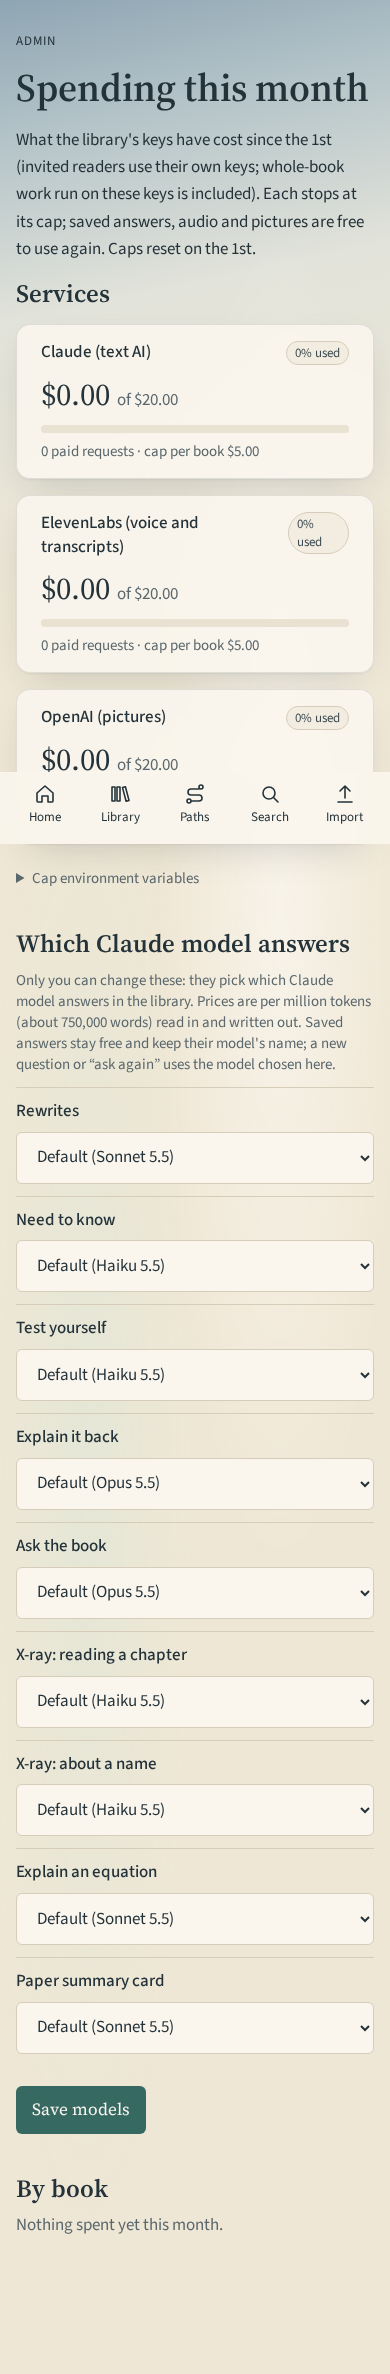 ADMIN
Spending this month
What the library's keys have cost since the 1st
(invited readers use their own keys; whole-book
work run on these keys is included). Each stops at
its cap; saved answers, audio and pictures are free
to use again. Caps reset on the 1st.
Services
Claude (text AI)
0% used
$0.00 of $20.00
0 paid requests · cap per book $5.00
ElevenLabs (voice and
transcripts)
0%
used
$0.00 of $20.00
0 paid requests · cap per book $5.00
OpenAI (pictures)
0% used
$0.00 of $20.00
Home
Library
Paths
Search
Import
Cap environment variables
Which Claude model answers
Only you can change these: they pick which Claude
model answers in the library. Prices are per million tokens
(about 750,000 words) read in and written out. Saved
answers stay free and keep their model's name; a new
question or “ask again” uses the model chosen here.
Rewrites
Default (Sonnet 5.5)
Need to know
Default (Haiku 5.5)
Test yourself
Default (Haiku 5.5)
Explain it back
Default (Opus 5.5)
Ask the book
Default (Opus 5.5)
X-ray: reading a chapter
Default (Haiku 5.5)
X-ray: about a name
Default (Haiku 5.5)
Explain an equation
Default (Sonnet 5.5)
Paper summary card
Default (Sonnet 5.5)
Save models
By book
Nothing spent yet this month.